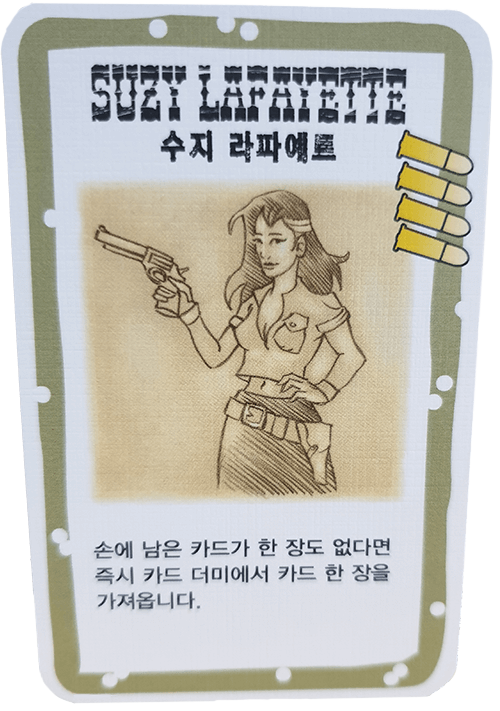 SUZY LAFAYETTE
수지 라파예트
손에 남은 카드가 한 장도 없다면
즉시 카드 더미에서 카드 한 장을
가져옵니다.